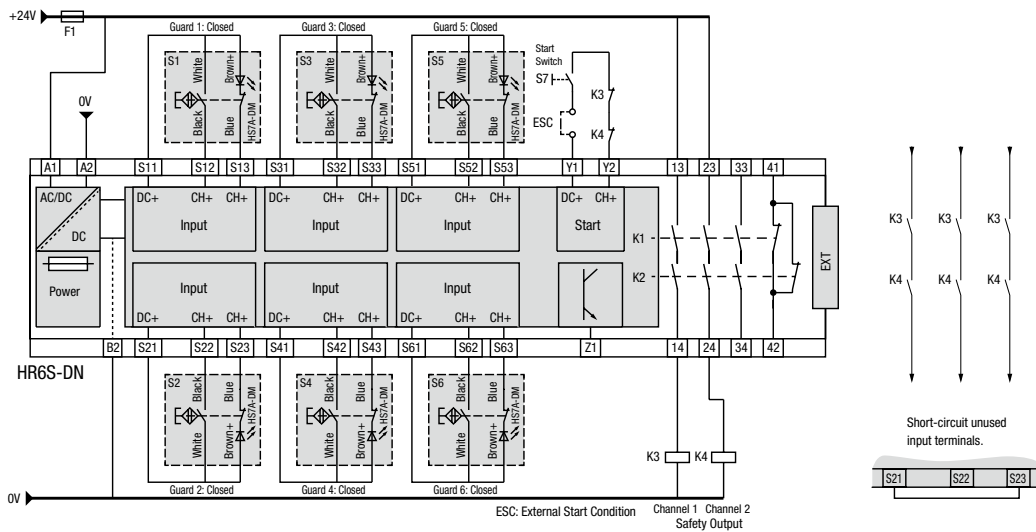 +24V
F1
Guard 1: Closed
Guard 3: Closed
Guard 5: Closed
S1 White Brown+ Black Blue HS7A-DM
S3 White Brown+ Black Blue HS7A-DM
S5 White Brown+ Black Blue HS7A-DM
Start
Switch
S7
ESC
K3
K4
0V
A1 A2 S11 S12 S13 S31 S32 S33 S51 S52 S53 Y1 Y2 13 23 33 41
AC/DC
DC
Power
DC+ CH+ CH+ DC+ CH+ CH+ DC+ CH+ CH+ DC+ CH+
Input Input Input Start
K1
K2
EXT
Input Input Input
DC+ CH+ CH+ DC+ CH+ CH+ DC+ CH+ CH+
B2 S21 S22 S23 S41 S42 S43 S61 S62 S63 Z1 14 24 34 42
HR6S-DN
S2 Black Blue White Brown+ HS7A-DM
S4 Black Blue White Brown+ HS7A-DM
S6 Black Blue White Brown+ HS7A-DM
K3 K4
0V
Guard 2: Closed
Guard 4: Closed
Guard 6: Closed
ESC: External Start Condition
Channel 1 Channel 2
Safety Output
K3 K3 K3
K4 K4 K4
Short-circuit unused
input terminals.
S21 S22 S23